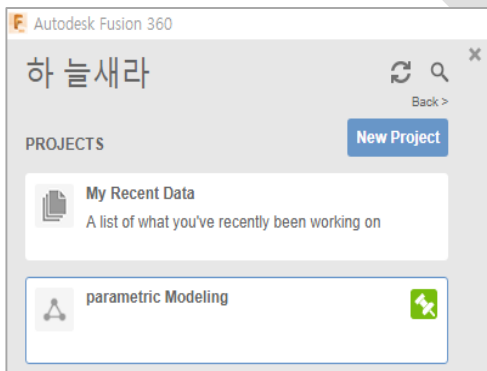 Autodesk Fusion 360
하 늘새라
Back >
PROJECTS
New Project
My Recent Data
A list of what you've recently been working on
parametric Modeling